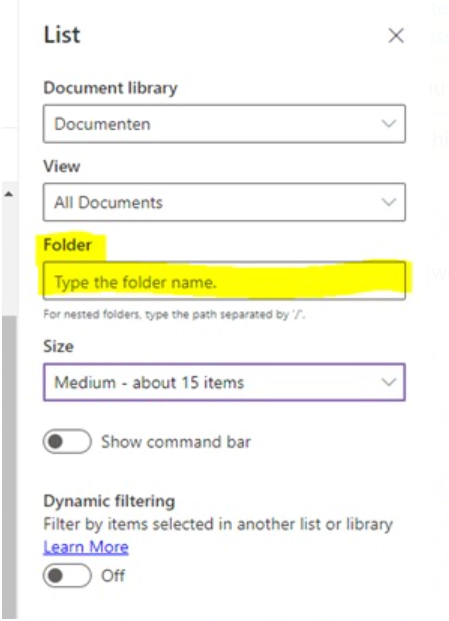 List
Document library
Documenten
View
All Documents
Folder
Type the folder name.
For nested folders, type the path separated by '/'.
Size
Medium - about 15 items
Show command bar
Dynamic filtering
Filter by items selected in another list or library
Learn More
Off